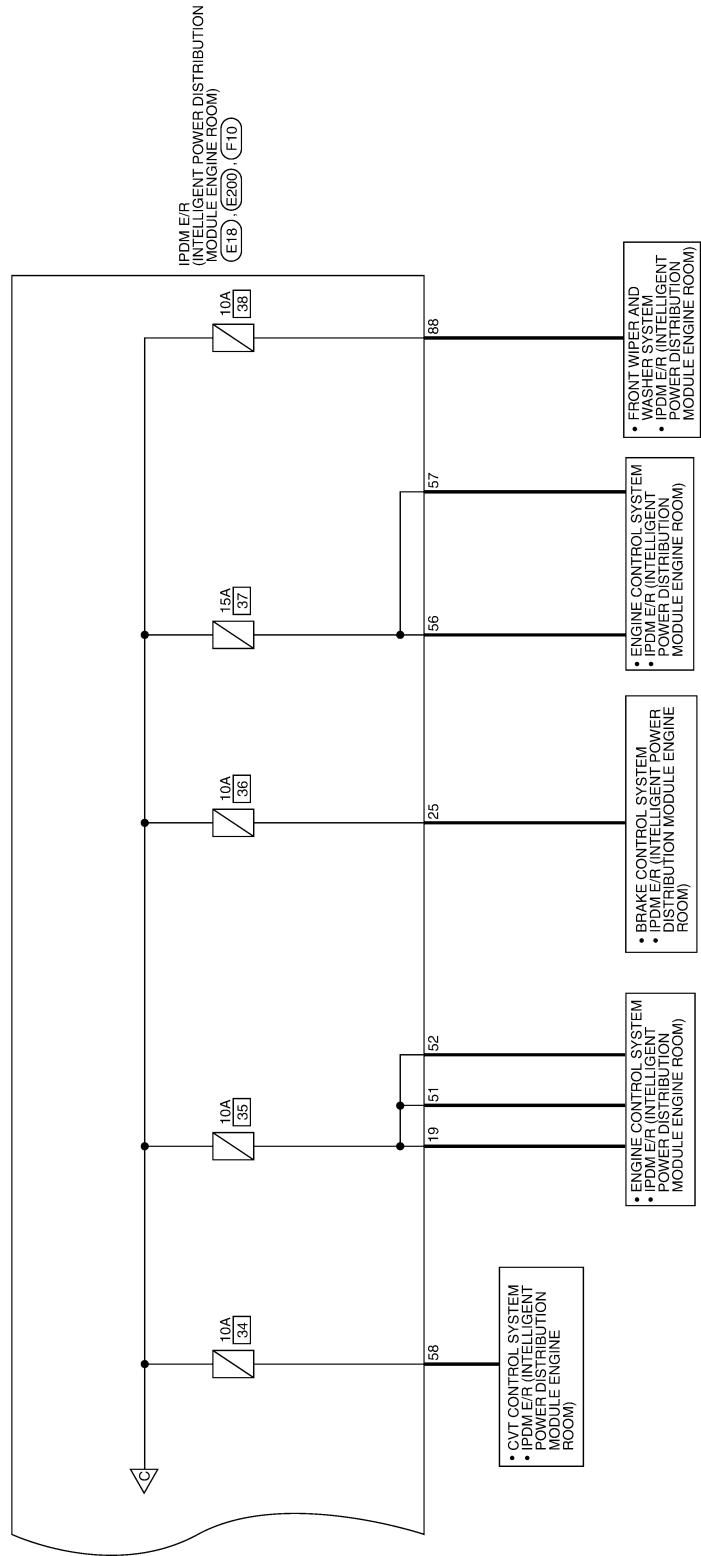 IPDM E/R
(INTELLIGENT POWER DISTRIBUTION
MODULE ENGINE ROOM)
E18 , E200 , F10
C
10A
34
10A
35
10A
36
15A
37
10A
38
58
19
51
52
25
56
57
88
• CVT CONTROL SYSTEM
• IPDM E/R (INTELLIGENT
POWER DISTRIBUTION
MODULE ENGINE
ROOM)
• ENGINE CONTROL SYSTEM
• IPDM E/R (INTELLIGENT
POWER DISTRIBUTION
MODULE ENGINE ROOM)
• BRAKE CONTROL SYSTEM
• IPDM E/R (INTELLIGENT POWER
DISTRIBUTION MODULE ENGINE
ROOM)
• ENGINE CONTROL SYSTEM
• IPDM E/R (INTELLIGENT
POWER DISTRIBUTION
MODULE ENGINE ROOM)
• FRONT WIPER AND
WASHER SYSTEM
• IPDM E/R (INTELLIGENT
POWER DISTRIBUTION
MODULE ENGINE ROOM)